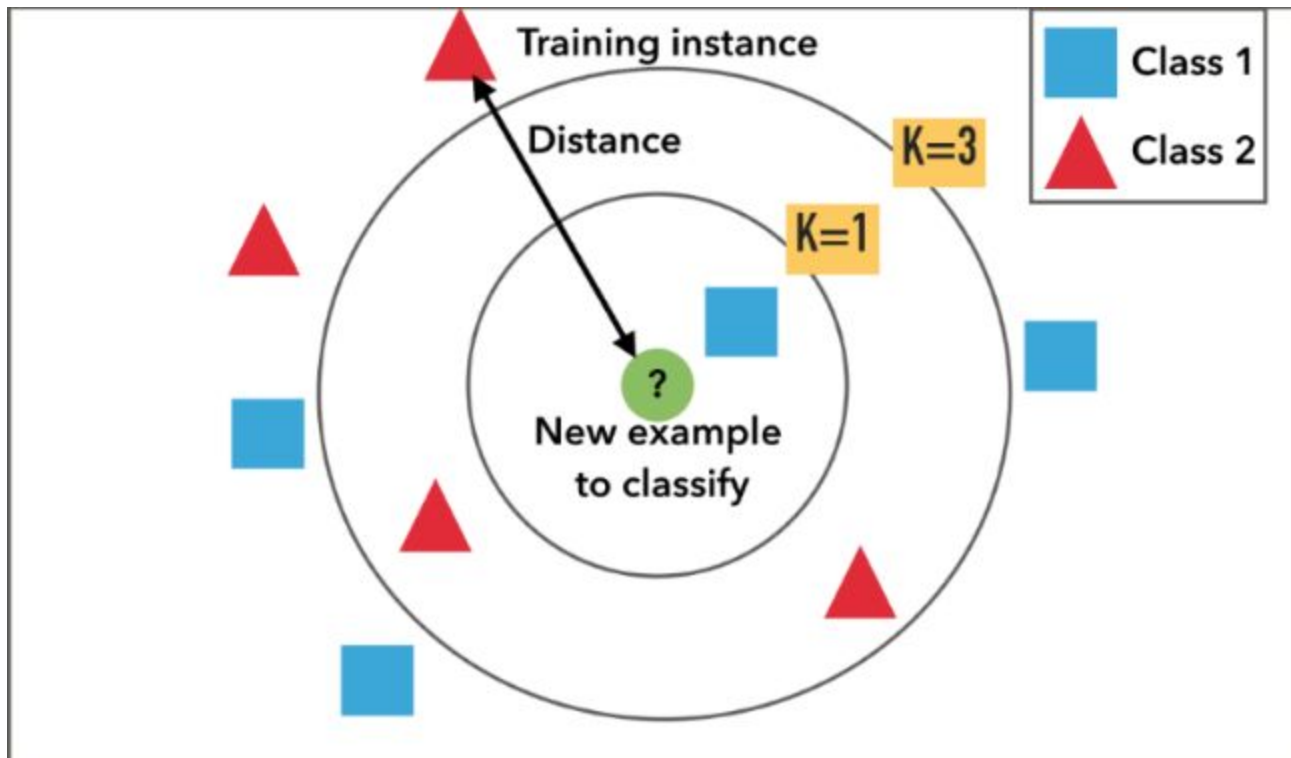 Training instance
Class 1
Distance
K=3
Class 2
K=1
?
New example
to classify